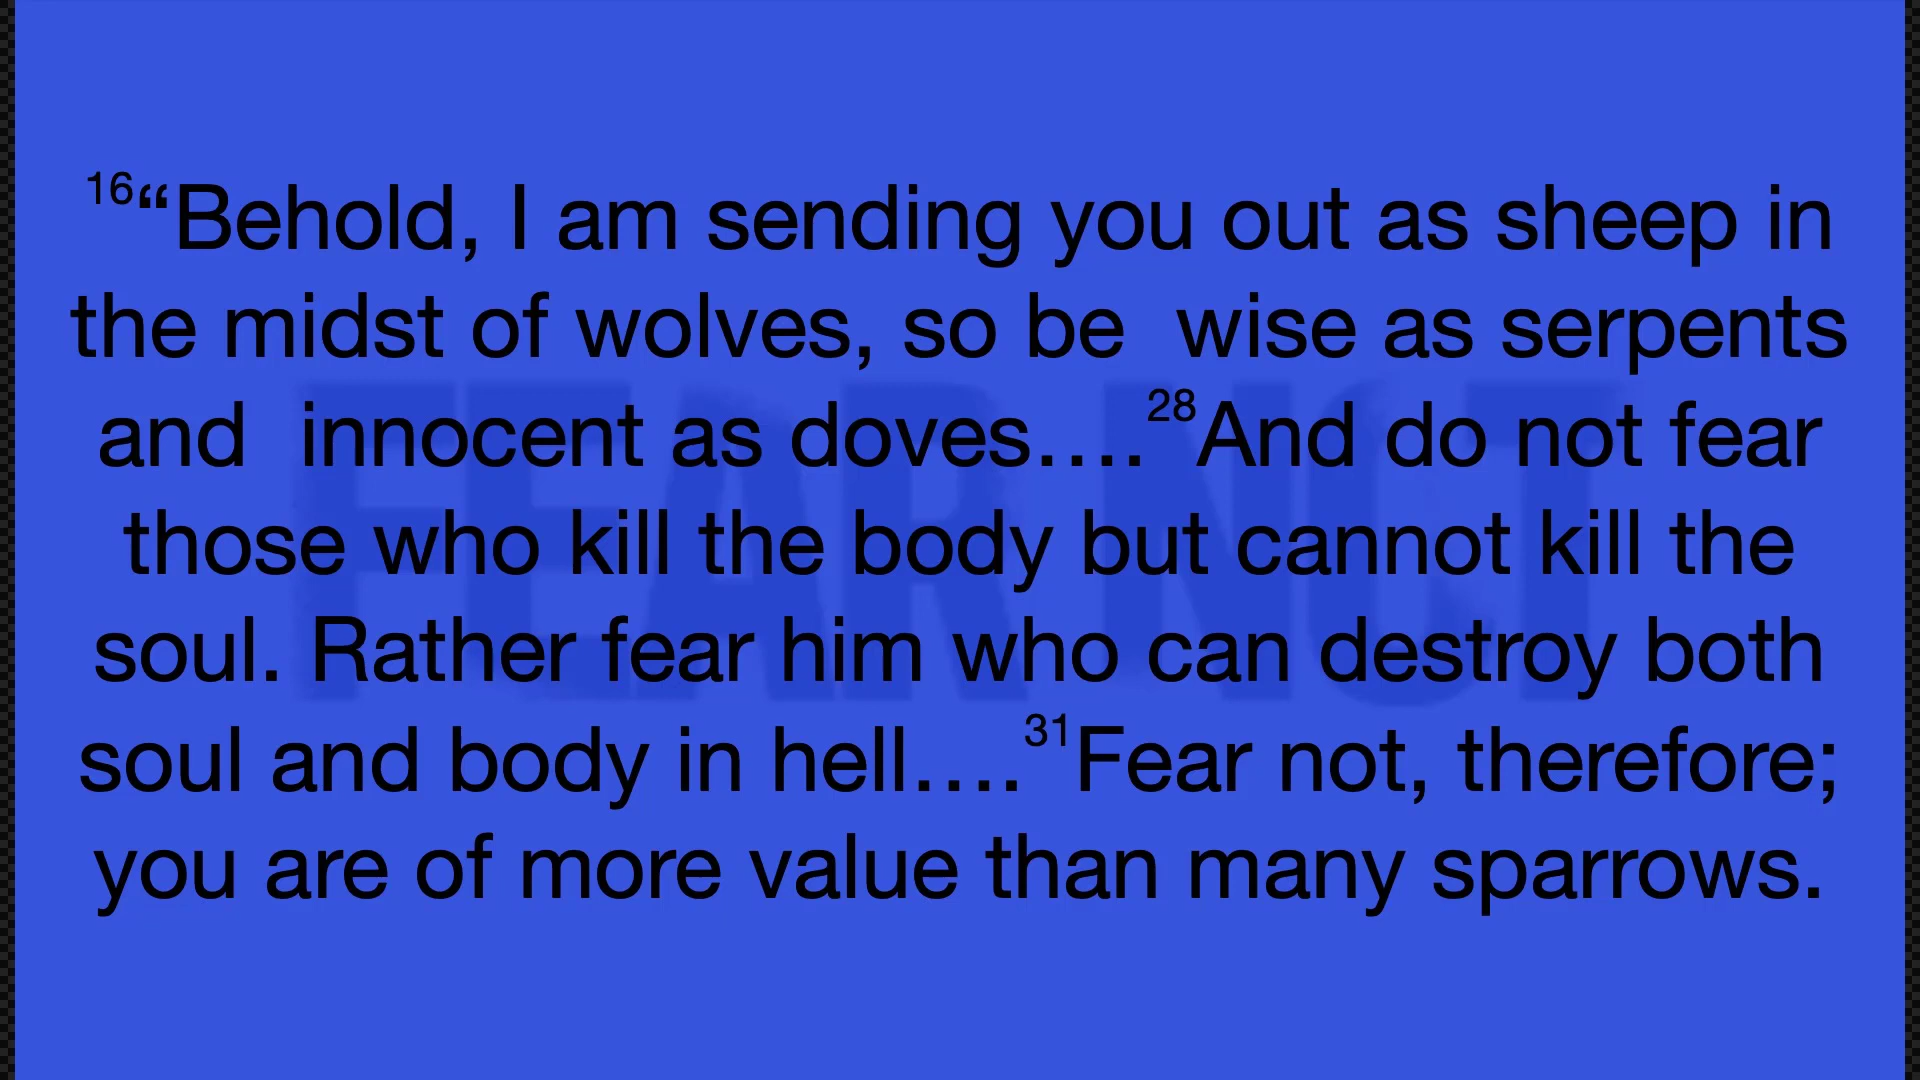 16“Behold, I am sending you out as sheep in
the midst of wolves, so be  wise as serpents
and  innocent as doves….28And do not fear
those who kill the body but cannot kill the
soul. Rather fear him who can destroy both
soul and body in hell….31Fear not, therefore;
you are of more value than many sparrows.
FEAR NOT